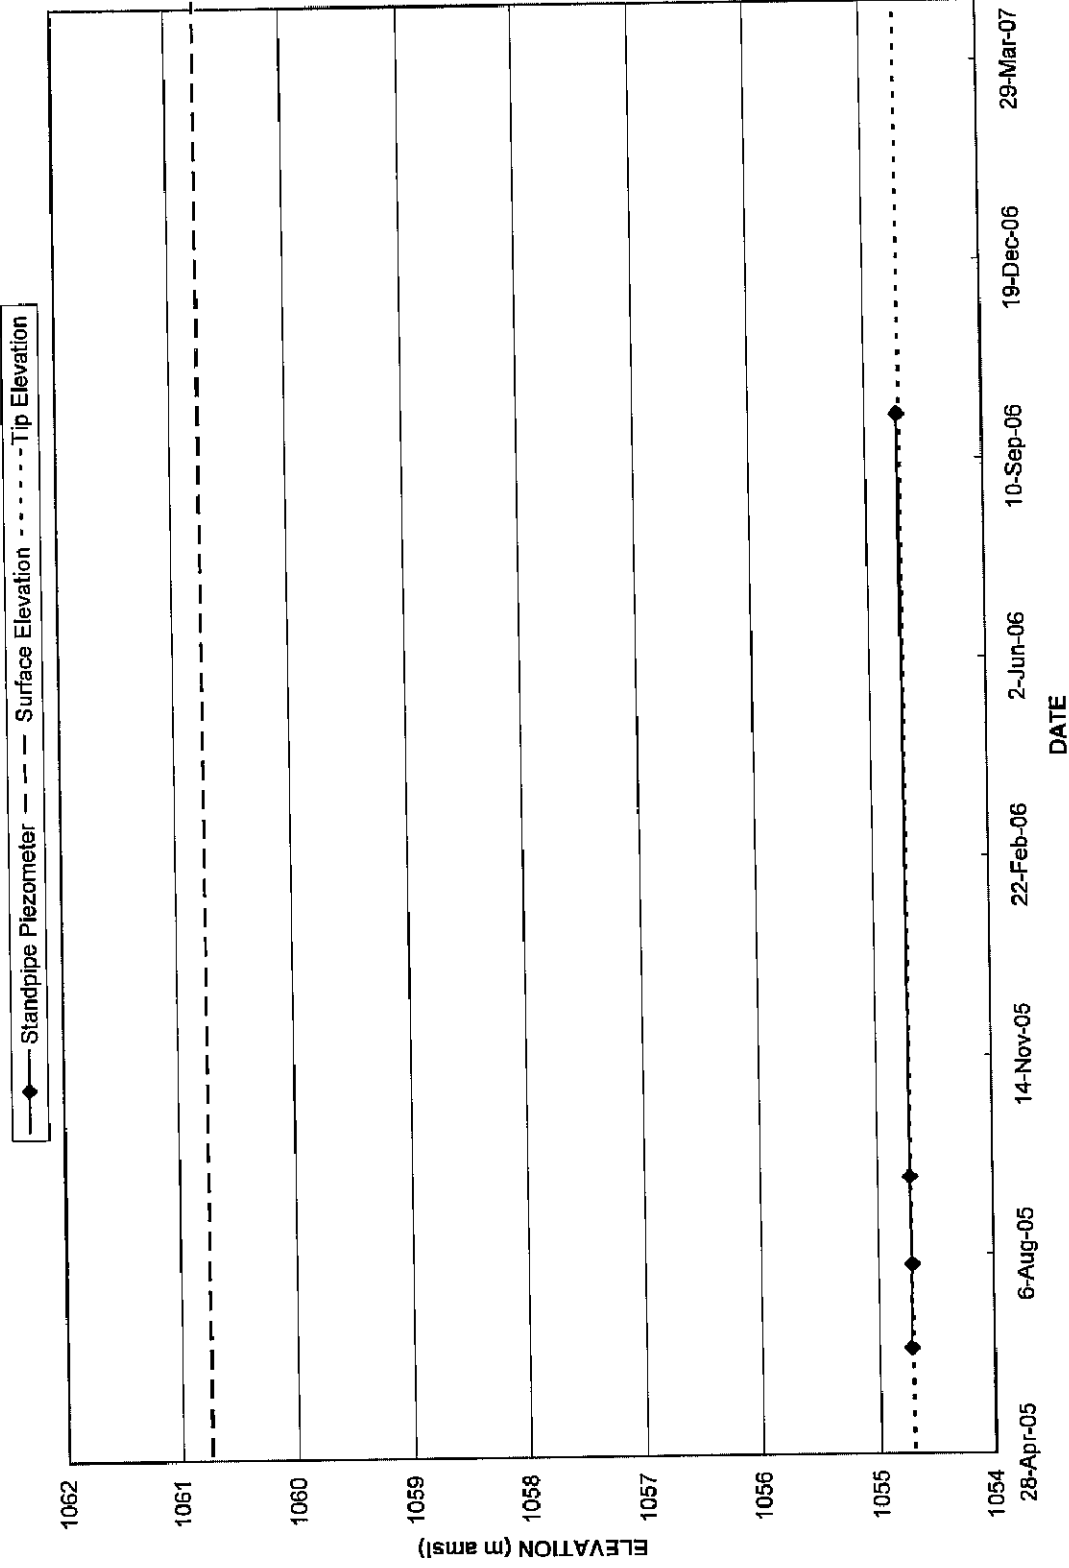 Standpipe Piezometer
Surface Elevation
Tip Elevation
ELEVATION (m amsl)
1062
1061
1060
1059
1058
1057
1056
1055
1054
28-Apr-05
6-Aug-05
14-Nov-05
22-Feb-06
2-Jun-06
10-Sep-06
19-Dec-06
29-Mar-07
DATE